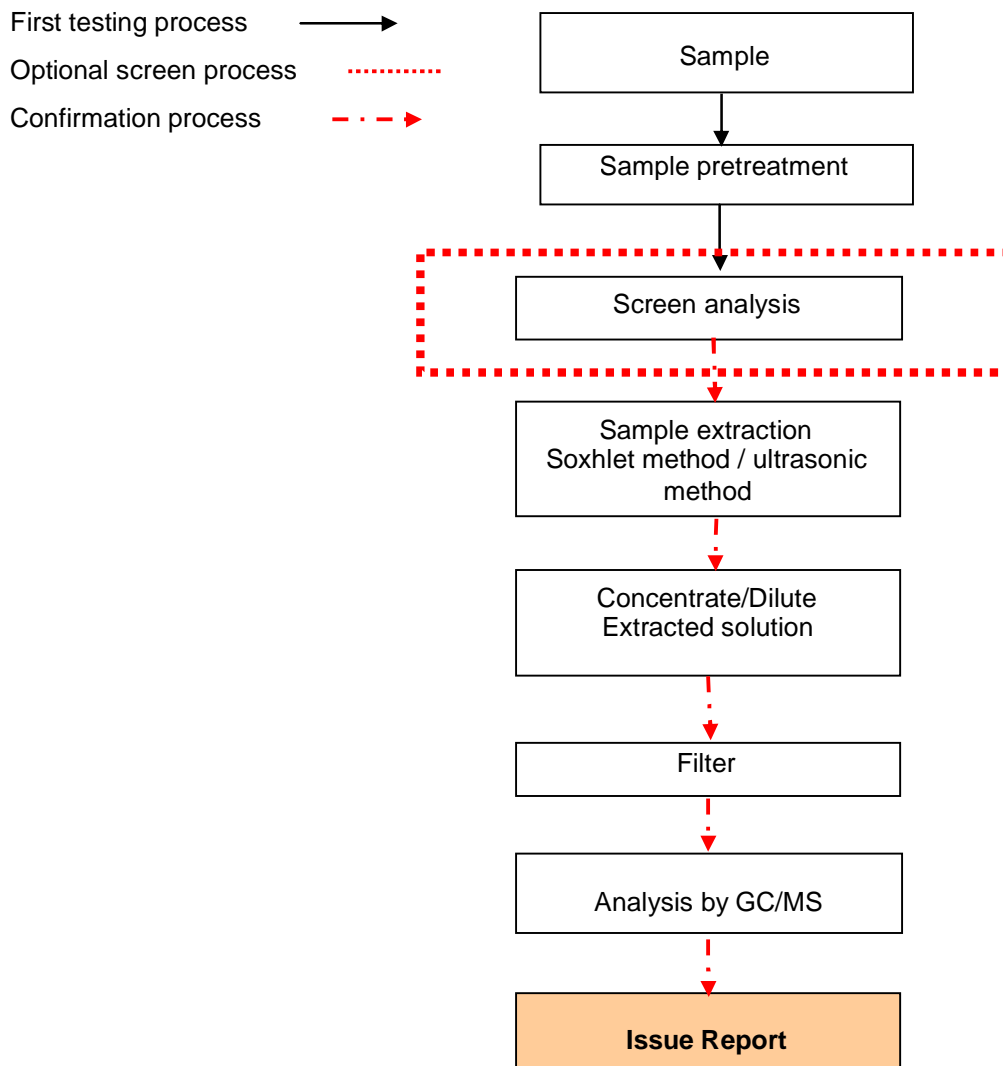 First testing process
Optional screen process
Confirmation process
Sample
Sample pretreatment
Screen analysis
Sample extraction
Soxhlet method / ultrasonic
method
Concentrate/Dilute
Extracted solution
Filter
Analysis by GC/MS
Issue Report